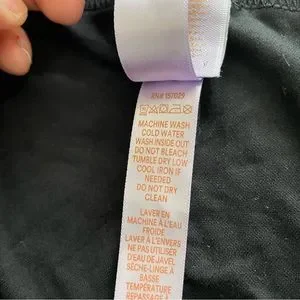 RN# 157029
MACHINE WASH
COLD WATER
WASH INSIDE OUT
DO NOT BLEACH
TUMBLE DRY LOW
COOL IRON IF
NEEDED
DO NOT DRY
CLEAN
LAVER EN
MACHINE À L'EAU
FROIDE
LAVER À L'ENVERS
NE PAS UTILISER
D'EAU DE JAVEL
SÈCHE-LINGE À
BASSE
TEMPÉRATURE
REPASSAGE À